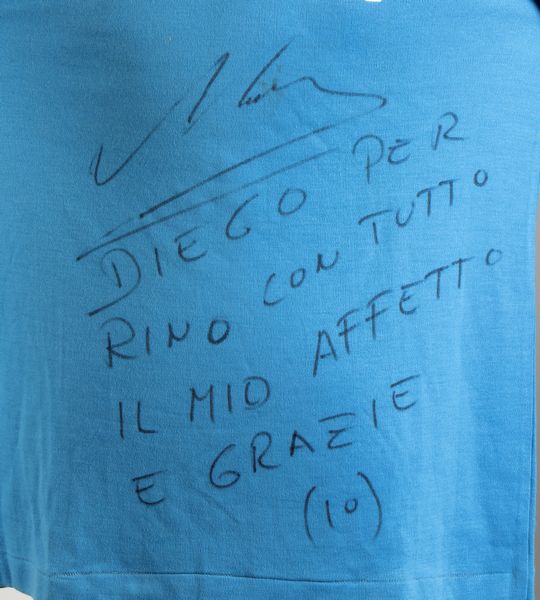 DIEGO PER
RINO CON TUTTO
IL MIO AFFETTO
E GRAZIE
(10)